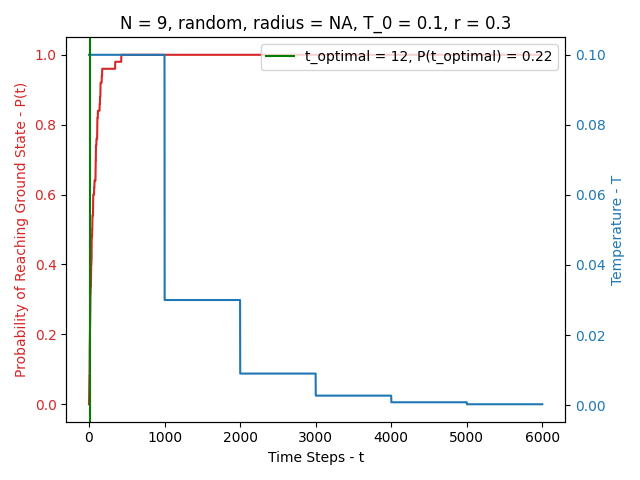 N = 9, random, radius = NA, T_0 = 0.1, r = 0.3
t_optimal = 12, P(t_optimal) = 0.22
Probability of Reaching Ground State - P(t)
1.0
0.8
0.6
0.4
0.2
0.0
0.10
0.08
0.06
0.04
0.02
0.00
Temperature - T
0 1000 2000 3000 4000 5000 6000
Time Steps - t